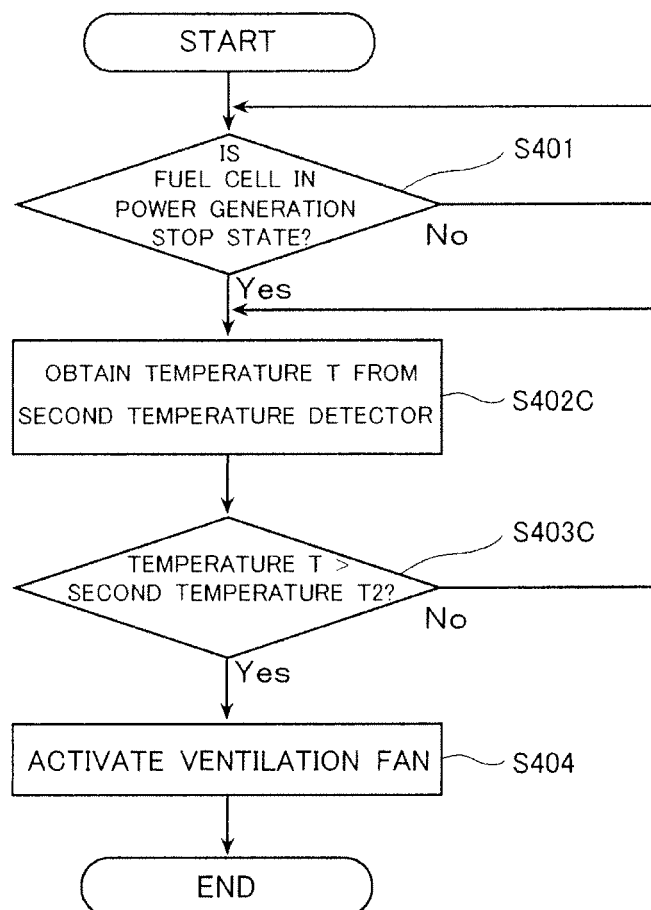 START
IS
FUEL CELL IN
POWER GENERATION
STOP STATE?
S401
No
Yes
OBTAIN TEMPERATURE T FROM
SECOND TEMPERATURE DETECTOR
S402C
TEMPERATURE T >
SECOND TEMPERATURE T2?
S403C
No
Yes
ACTIVATE VENTILATION FAN
S404
END